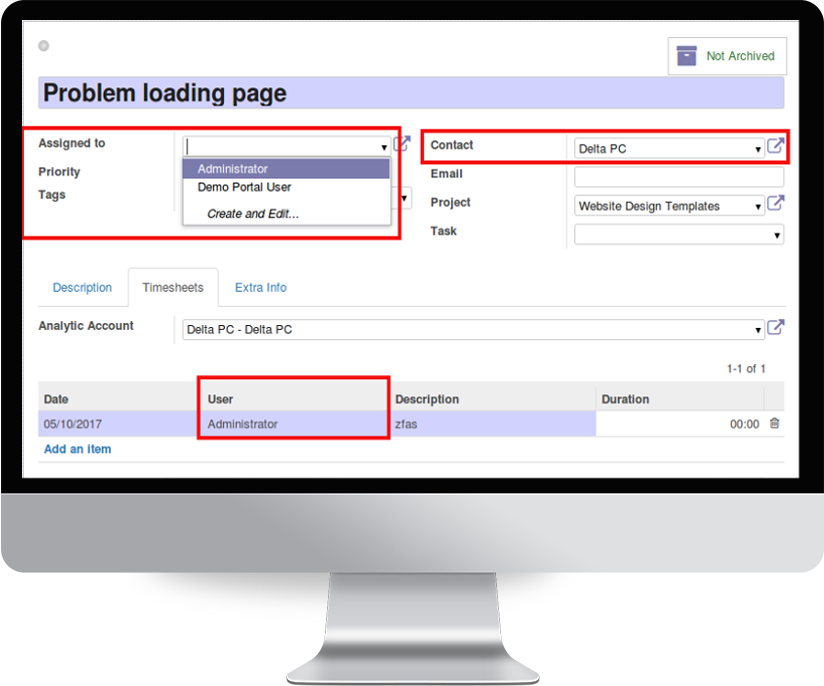 Not Archived
Problem loading page
Assigned to
Administrator
Demo Portal User
Create and Edit...
Priority
Tags
Contact Delta PC
Email
Project Website Design Templates
Task
Description Timesheets Extra Info
Analytic Account Delta PC - Delta PC
1-1 of 1
Date User Description Duration
05/10/2017 Administrator zfas 00:00
Add an item